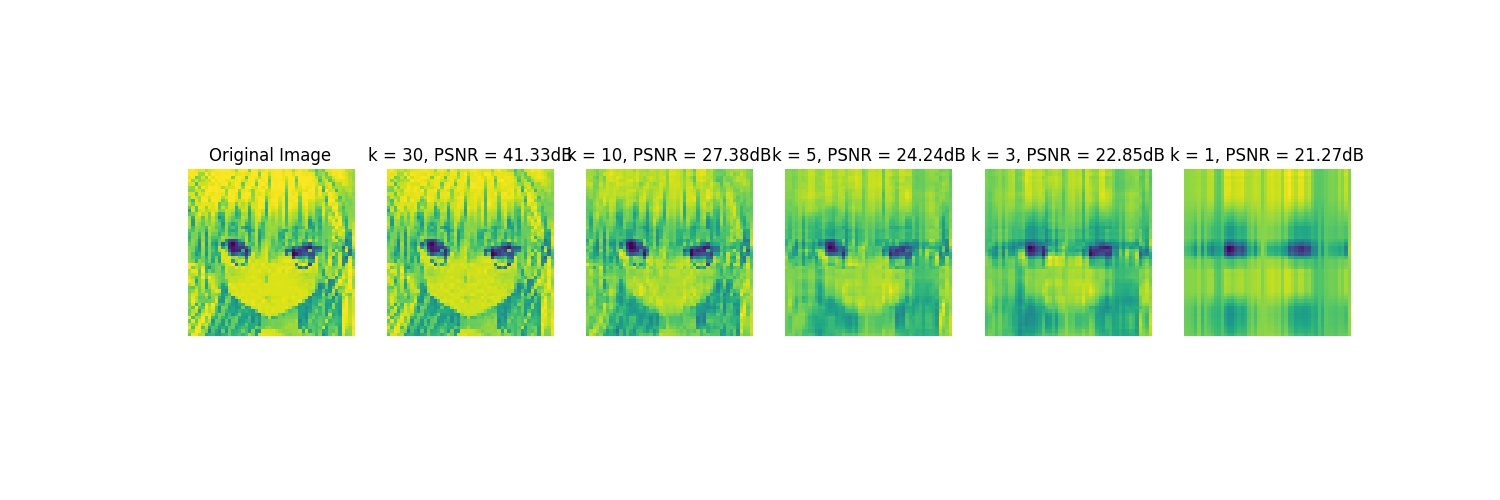 Original Image
k = 30, PSNR = 41.33dB
k = 10, PSNR = 27.38dB
k = 5, PSNR = 24.24dB
k = 3, PSNR = 22.85dB
k = 1, PSNR = 21.27dB